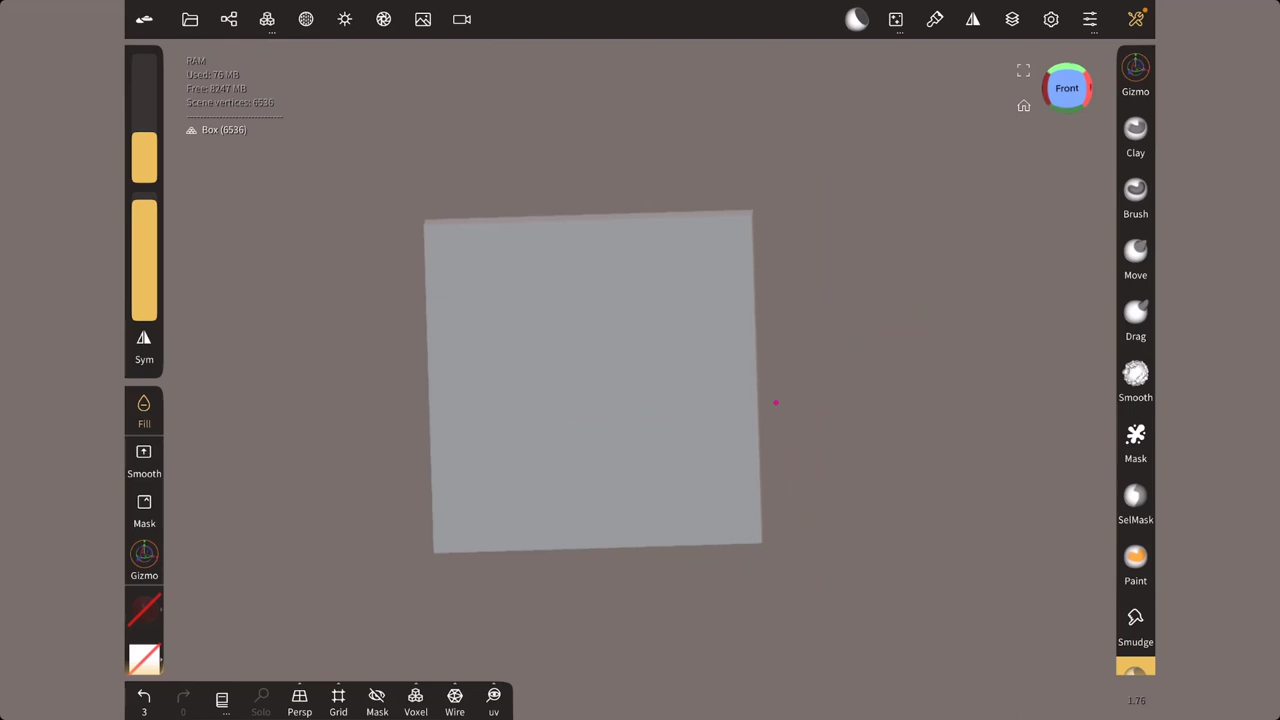 RAM
Used: 76 MB
Free: 8247 MB
Scene vertices: 6536
Box (6536)
Front
Gizmo
Clay
Brush
Move
Drag
Smooth
Mask
SelMask
Paint
Smudge
Sym
Fill
Smooth
Mask
Gizmo
3
0
Solo
Persp
Grid
Mask
Voxel
Wire
uv
1.76